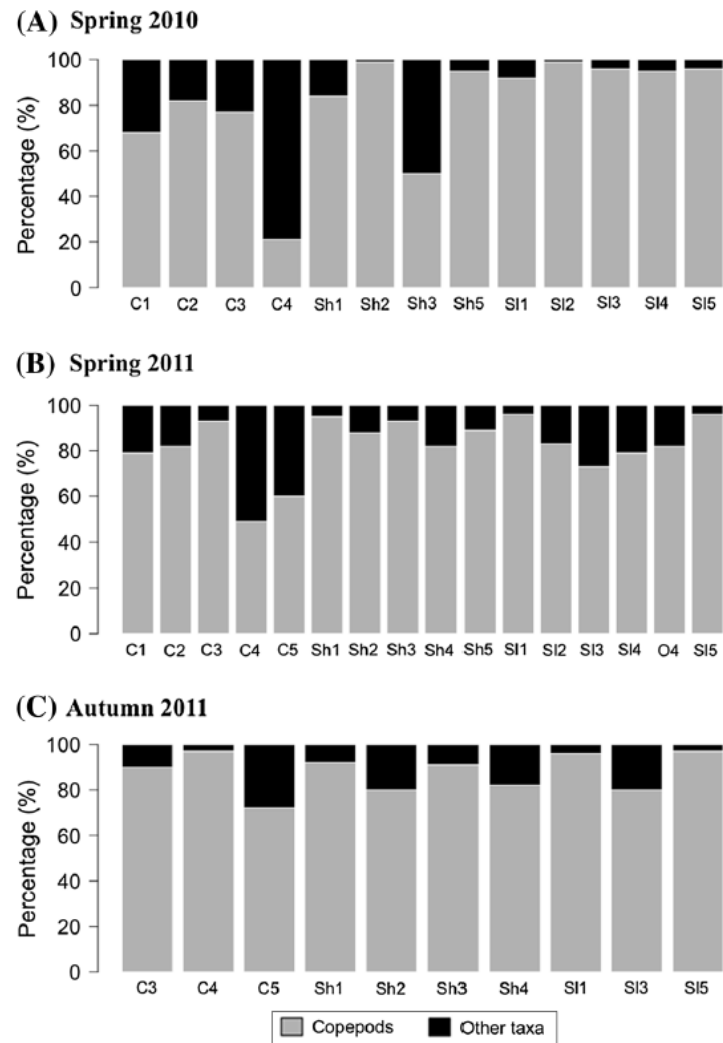 (A) Spring 2010
Percentage (%)
100
80
60
40
20
0
C1 C2 C3 C4 Sh1 Sh2 Sh3 Sh5 Sl1 Sl2 Sl3 Sl4 Sl5
(B) Spring 2011
Percentage (%)
100
80
60
40
20
0
C1 C2 C3 C4 C5 Sh1 Sh2 Sh3 Sh4 Sh5 Sl1 Sl2 Sl3 Sl4 O4 Sl5
(C) Autumn 2011
Percentage (%)
100
80
60
40
20
0
C3 C4 C5 Sh1 Sh2 Sh3 Sh4 Sl1 Sl3 Sl5
Copepods Other taxa